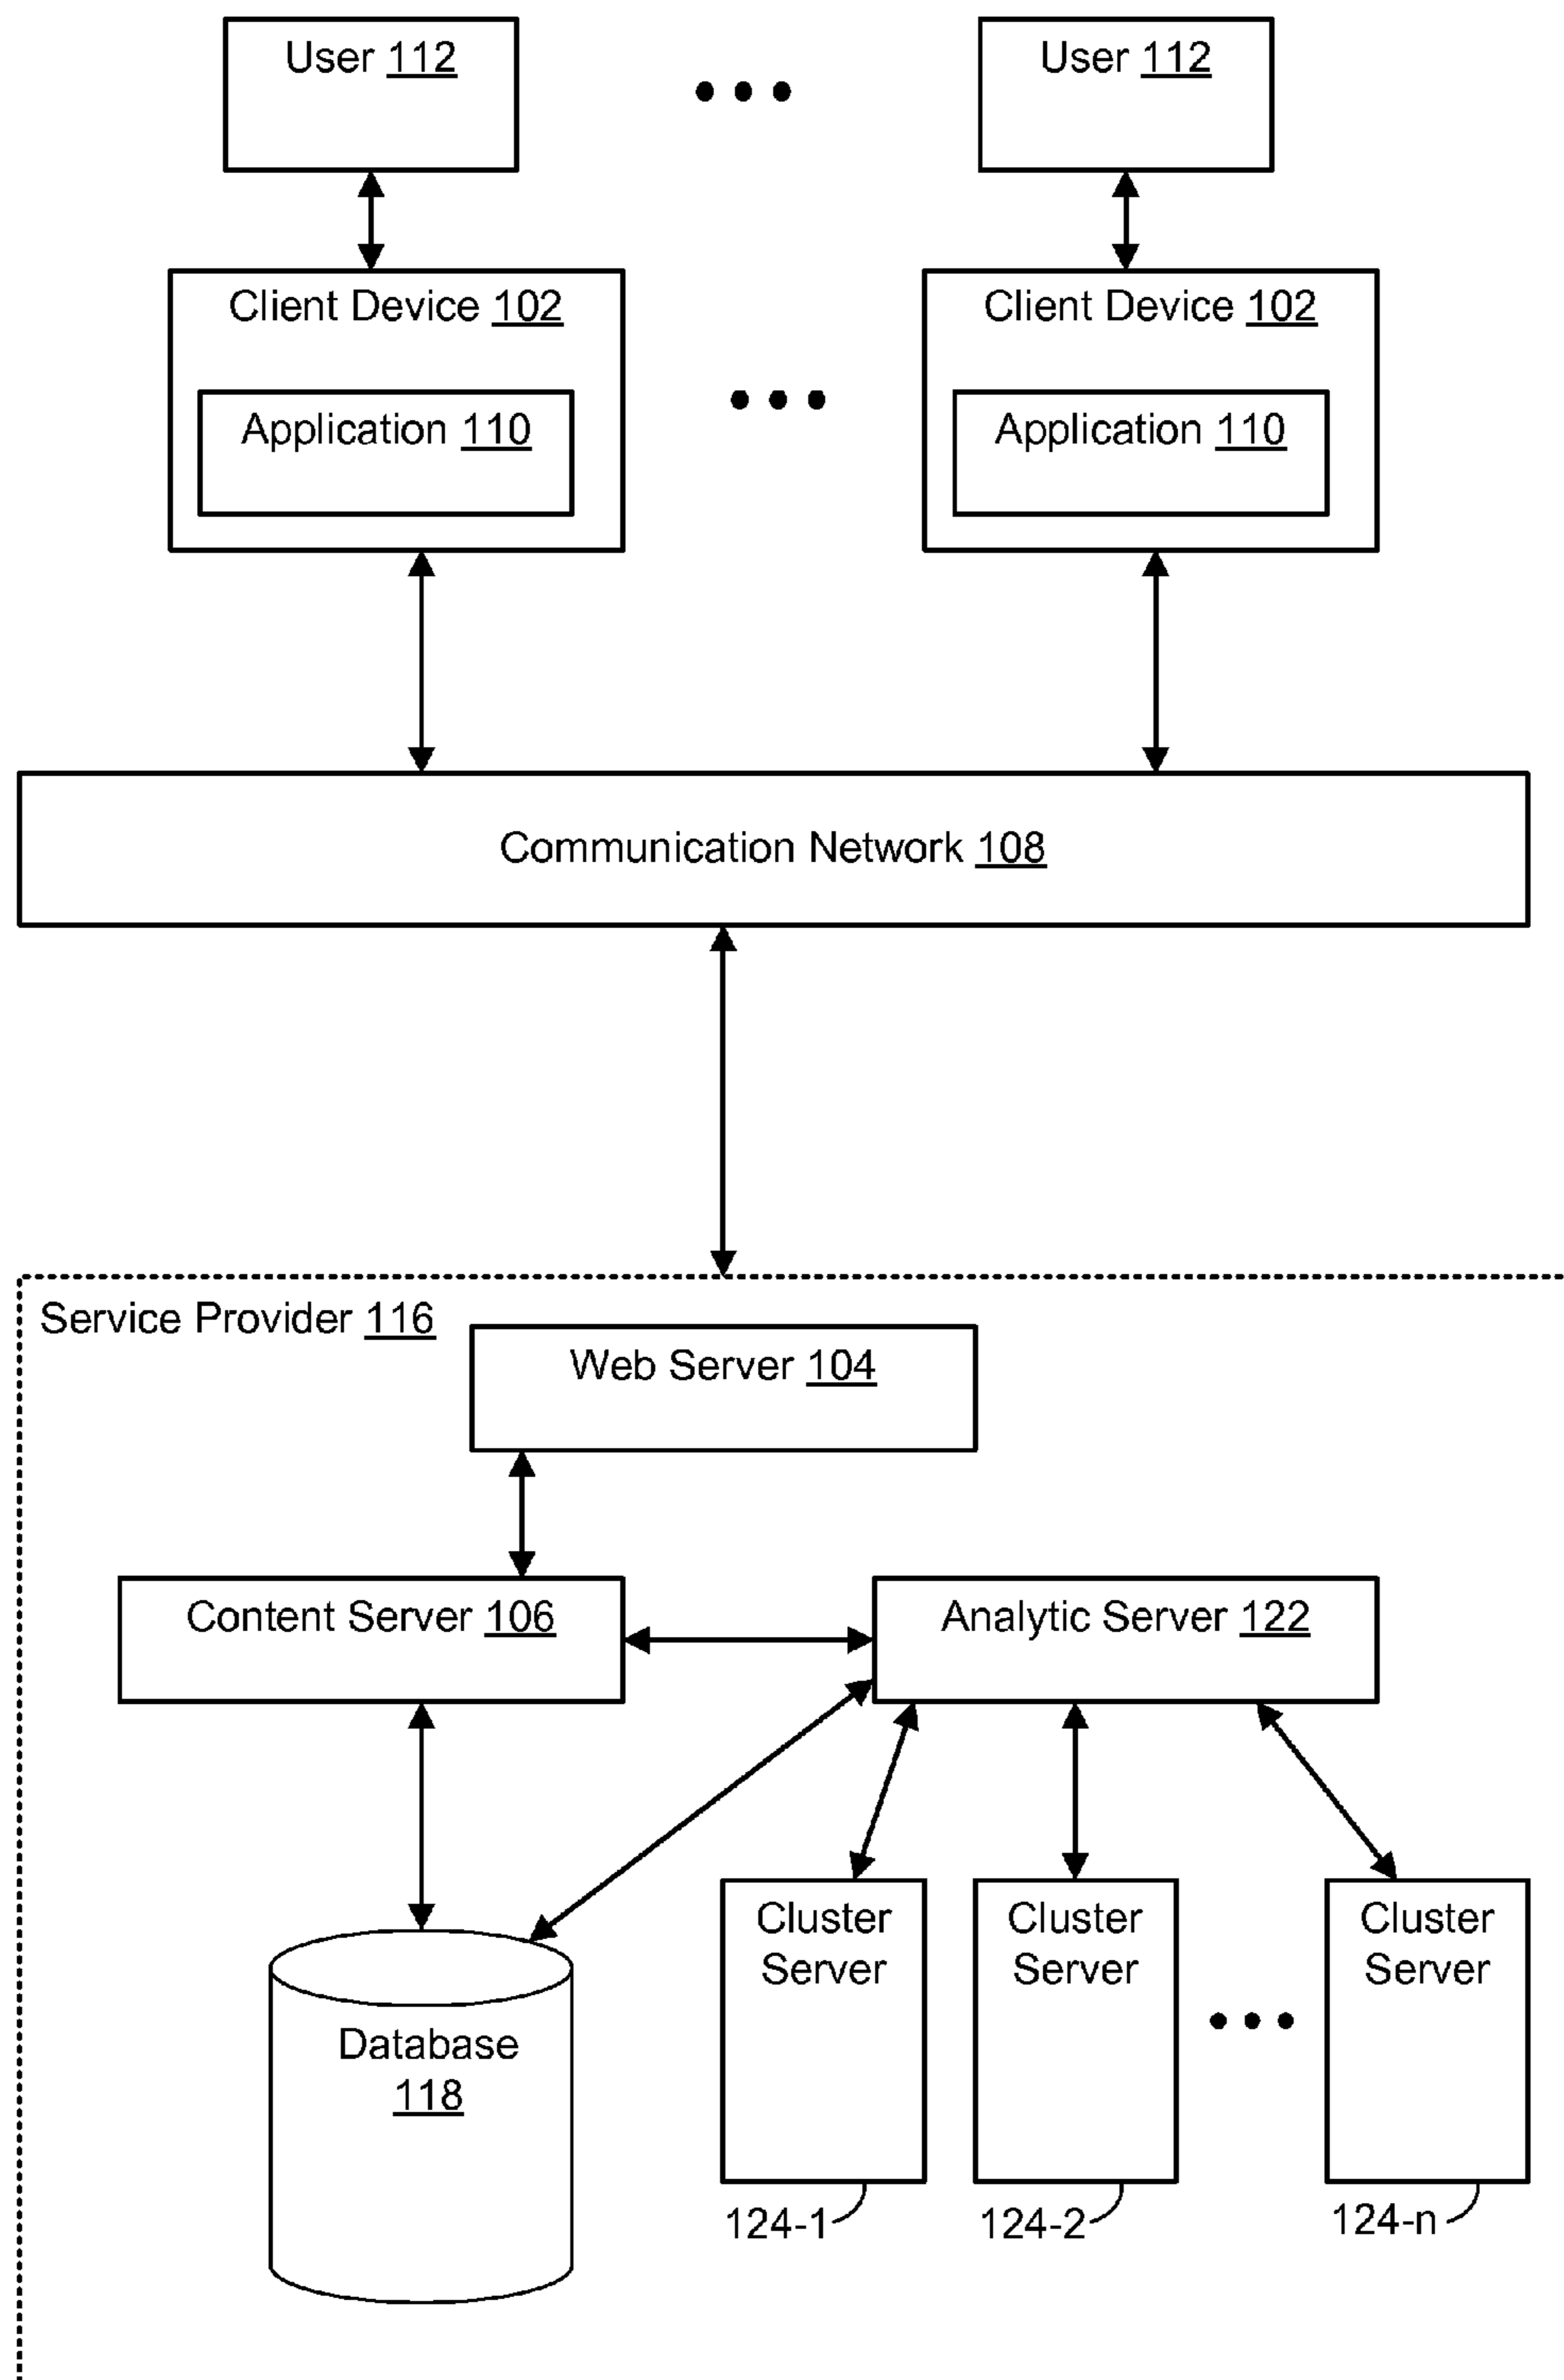 User 112
User 112
Client Device 102
Client Device 102
Application 110
Application 110
Communication Network 108
Service Provider 116
Web Server 104
Content Server 106
Analytic Server 122
Cluster
Server
Cluster
Server
Cluster
Server
Database
118
124-1
124-2
124-n